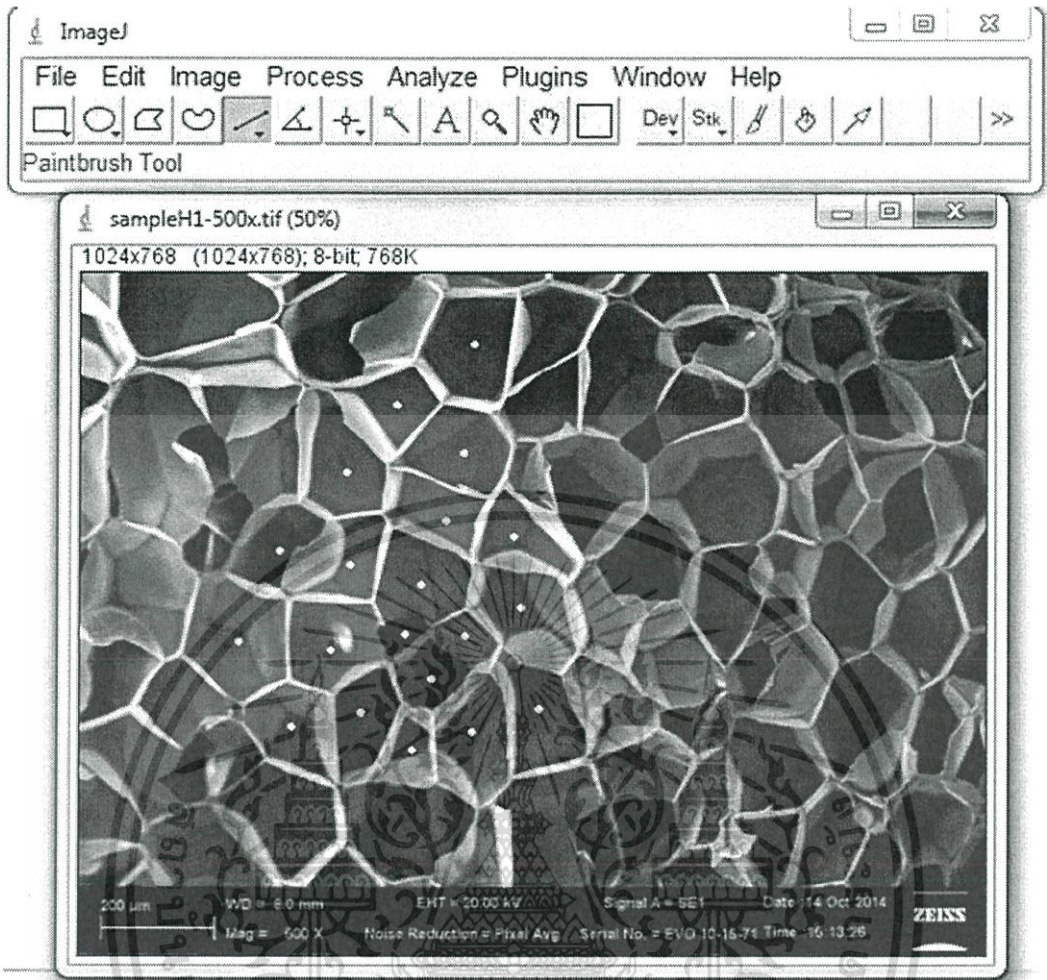 ImageJ
File Edit Image Process Analyze Plugins Window Help
A Dev Stk >>
Paintbrush Tool
sampleH1-500x.tif (50%)
1024x768 (1024x768); 8-bit; 768K
200 µm WD = 8.0 mm EHT = 20.00 kV Signal A = SE1 Date :14 Oct 2014
Mag = 500 X Noise Reduction = Pixel Avg Serial No. = EVO 10-15-71 Time :16:13:26
ZEISS